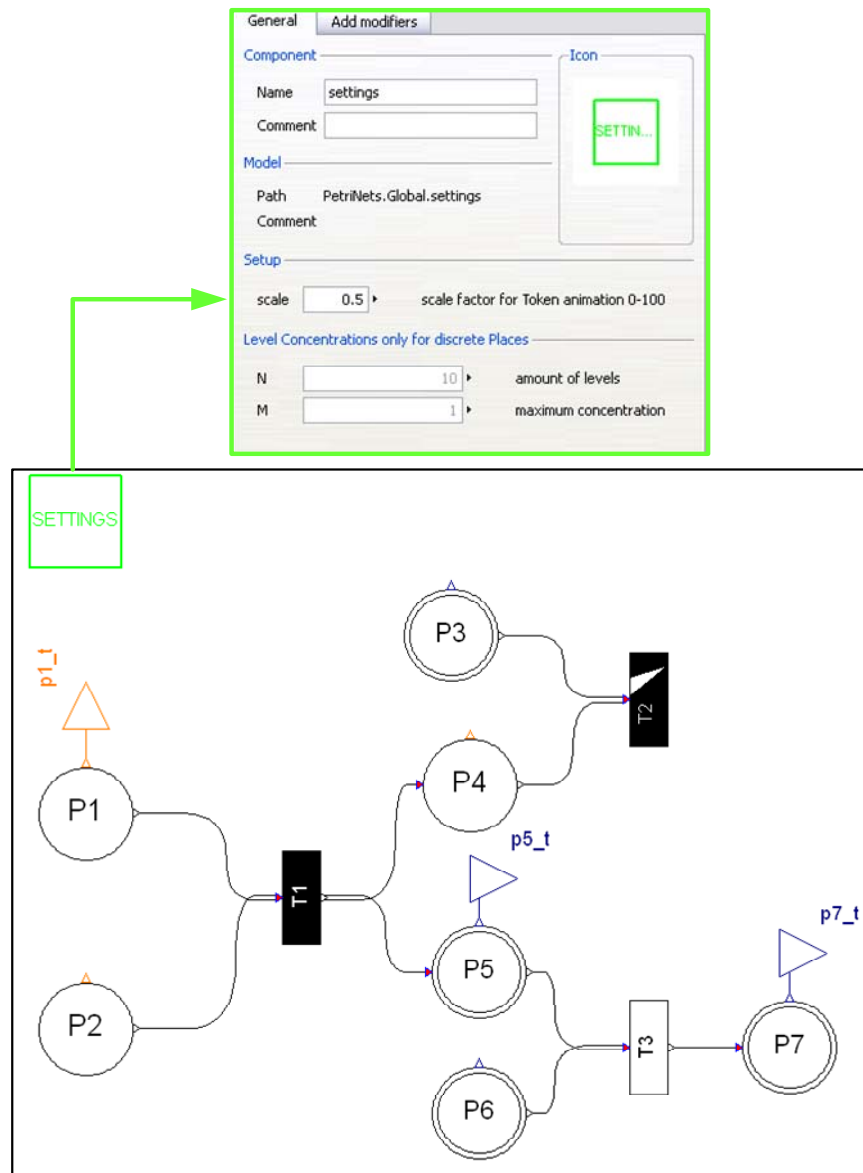 General Add modifiers
Component Icon
Name settings
Comment
SETTIN...
Model
Path PetriNets.Global.settings
Comment
Setup
scale 0.5 scale factor for Token animation 0-100
Level Concentrations only for discrete Places
N 10 amount of levels
M 1 maximum concentration
SETTINGS
P3
p1_t
T2
P4
P1
p5_t
T1
p7_t
P5
P2
T3
P7
P6